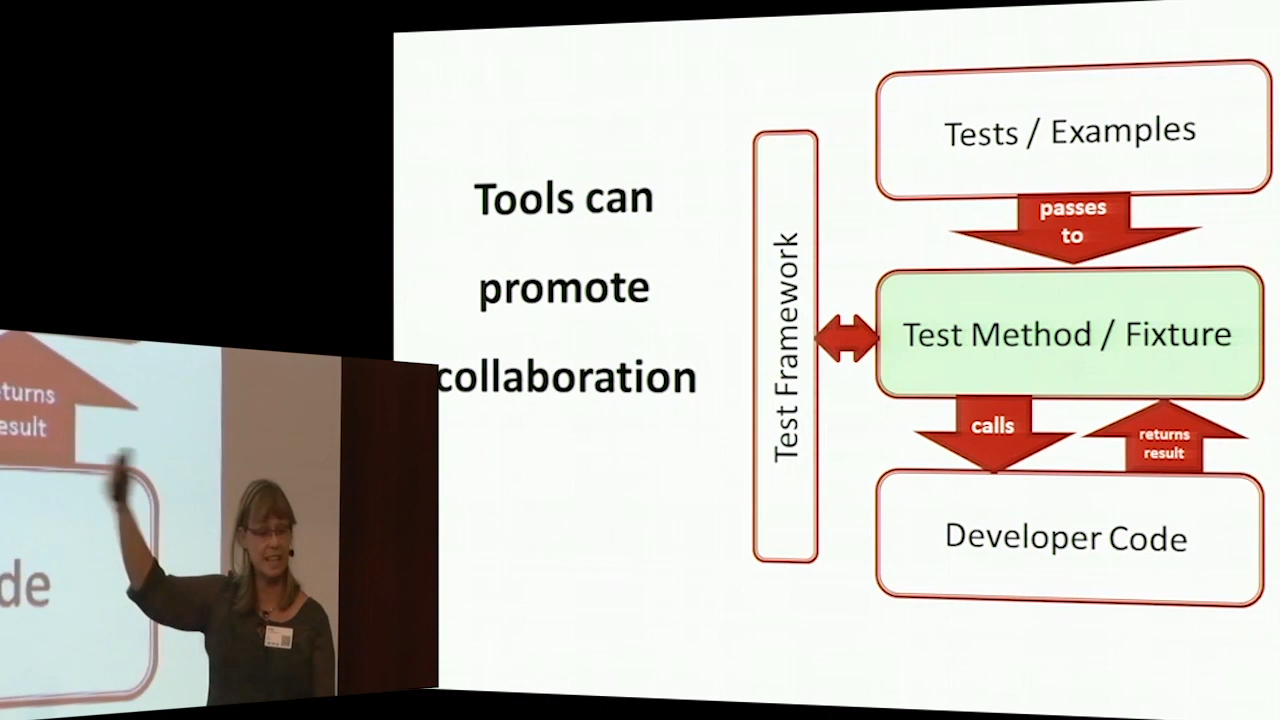 Tools can
promote
collaboration
Test Framework
Tests / Examples
passes
to
Test Method / Fixture
calls
returns
result
Developer Code
eturns
esult
de